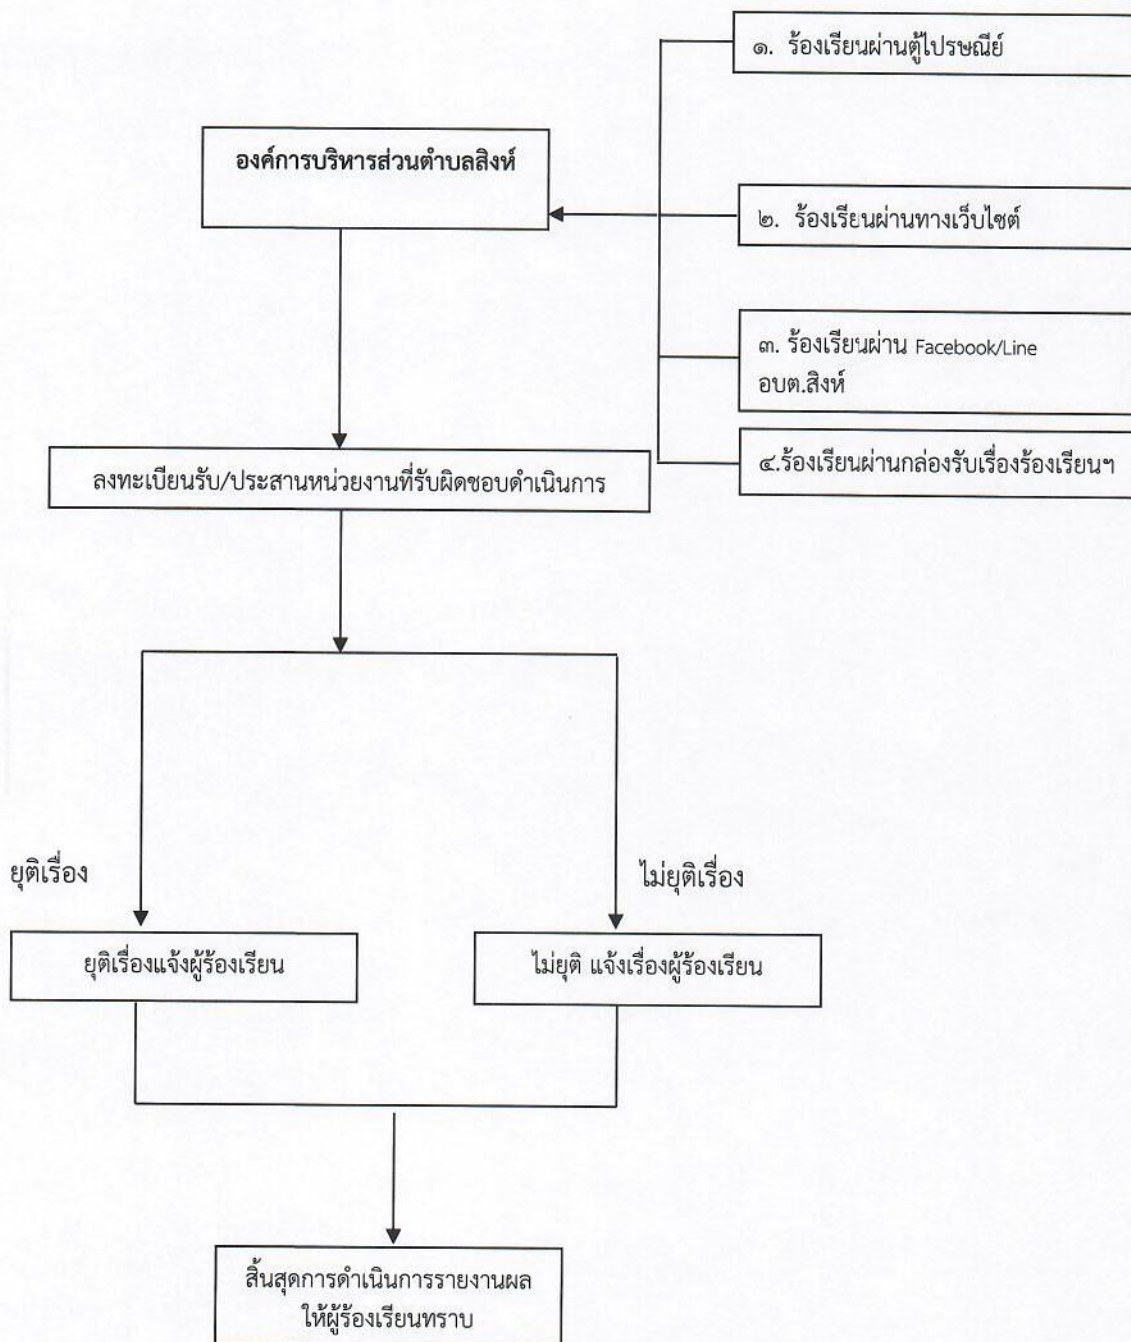 ๑. ร้องเรียนผ่านตู้ไปรษณีย์
องค์การบริหารส่วนตำบลสิงห์
๒. ร้องเรียนผ่านทางเว็บไซต์
๓. ร้องเรียนผ่าน Facebook/Line
อบต.สิงห์
๔.ร้องเรียนผ่านกล่องรับเรื่องร้องเรียนฯ
ลงทะเบียนรับ/ประสานหน่วยงานที่รับผิดชอบดำเนินการ
ยุติเรื่อง
ไม่ยุติเรื่อง
ยุติเรื่องแจ้งผู้ร้องเรียน
ไม่ยุติ แจ้งเรื่องผู้ร้องเรียน
สิ้นสุดการดำเนินการรายงานผล
ให้ผู้ร้องเรียนทราบ